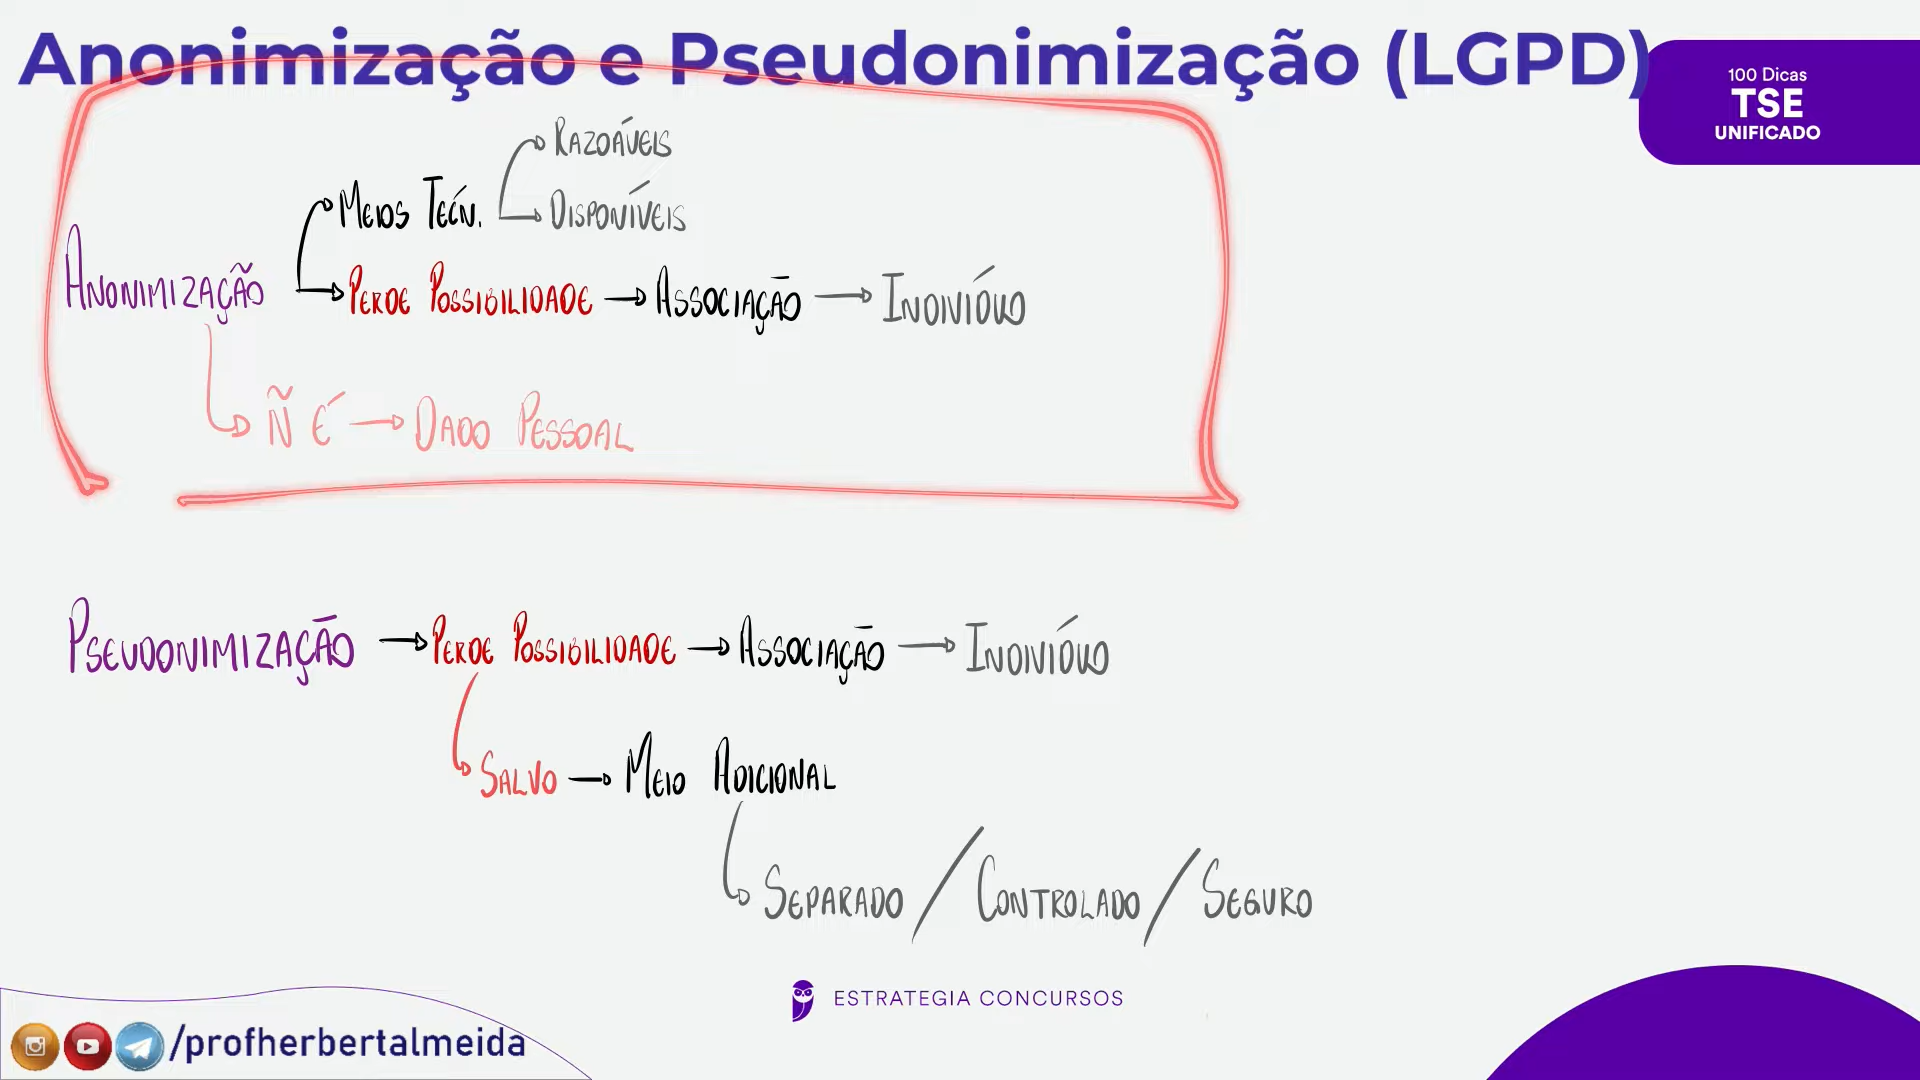 Anonimização e Pseudonimização (LGPD)
100 Dicas
TSE
UNIFICADO
RAZOÁVEIS
MEIOS TÉCN.
DISPONÍVEIS
ANONIMIZAÇÃO
PERDE POSSIBILIDADE → ASSOCIAÇÃO → INDIVÍDUO
Ñ É → DADO PESSOAL
PSEUDONIMIZAÇÃO → PERDE POSSIBILIDADE → ASSOCIAÇÃO → INDIVÍDUO
SALVO → MEIO ADICIONAL
SEPARADO / CONTROLADO / SEGURO
ESTRATEGIA CONCURSOS
/profherbertalmeida